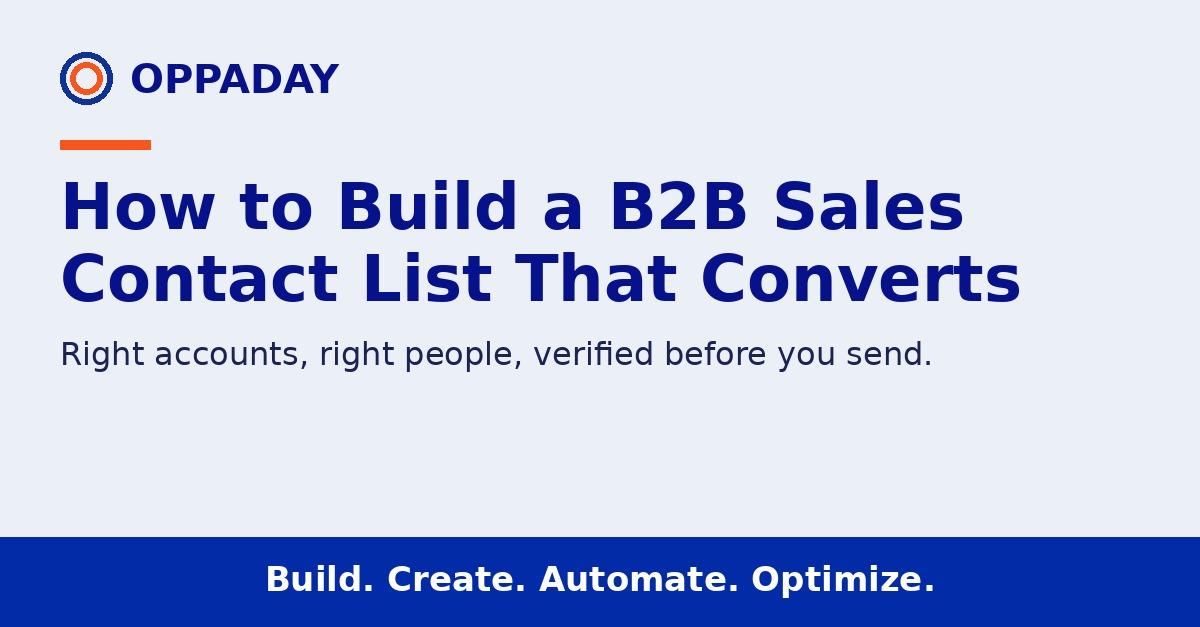 OPPADAY
How to Build a B2B Sales
Contact List That Converts
Right accounts, right people, verified before you send.
Build. Create. Automate. Optimize.